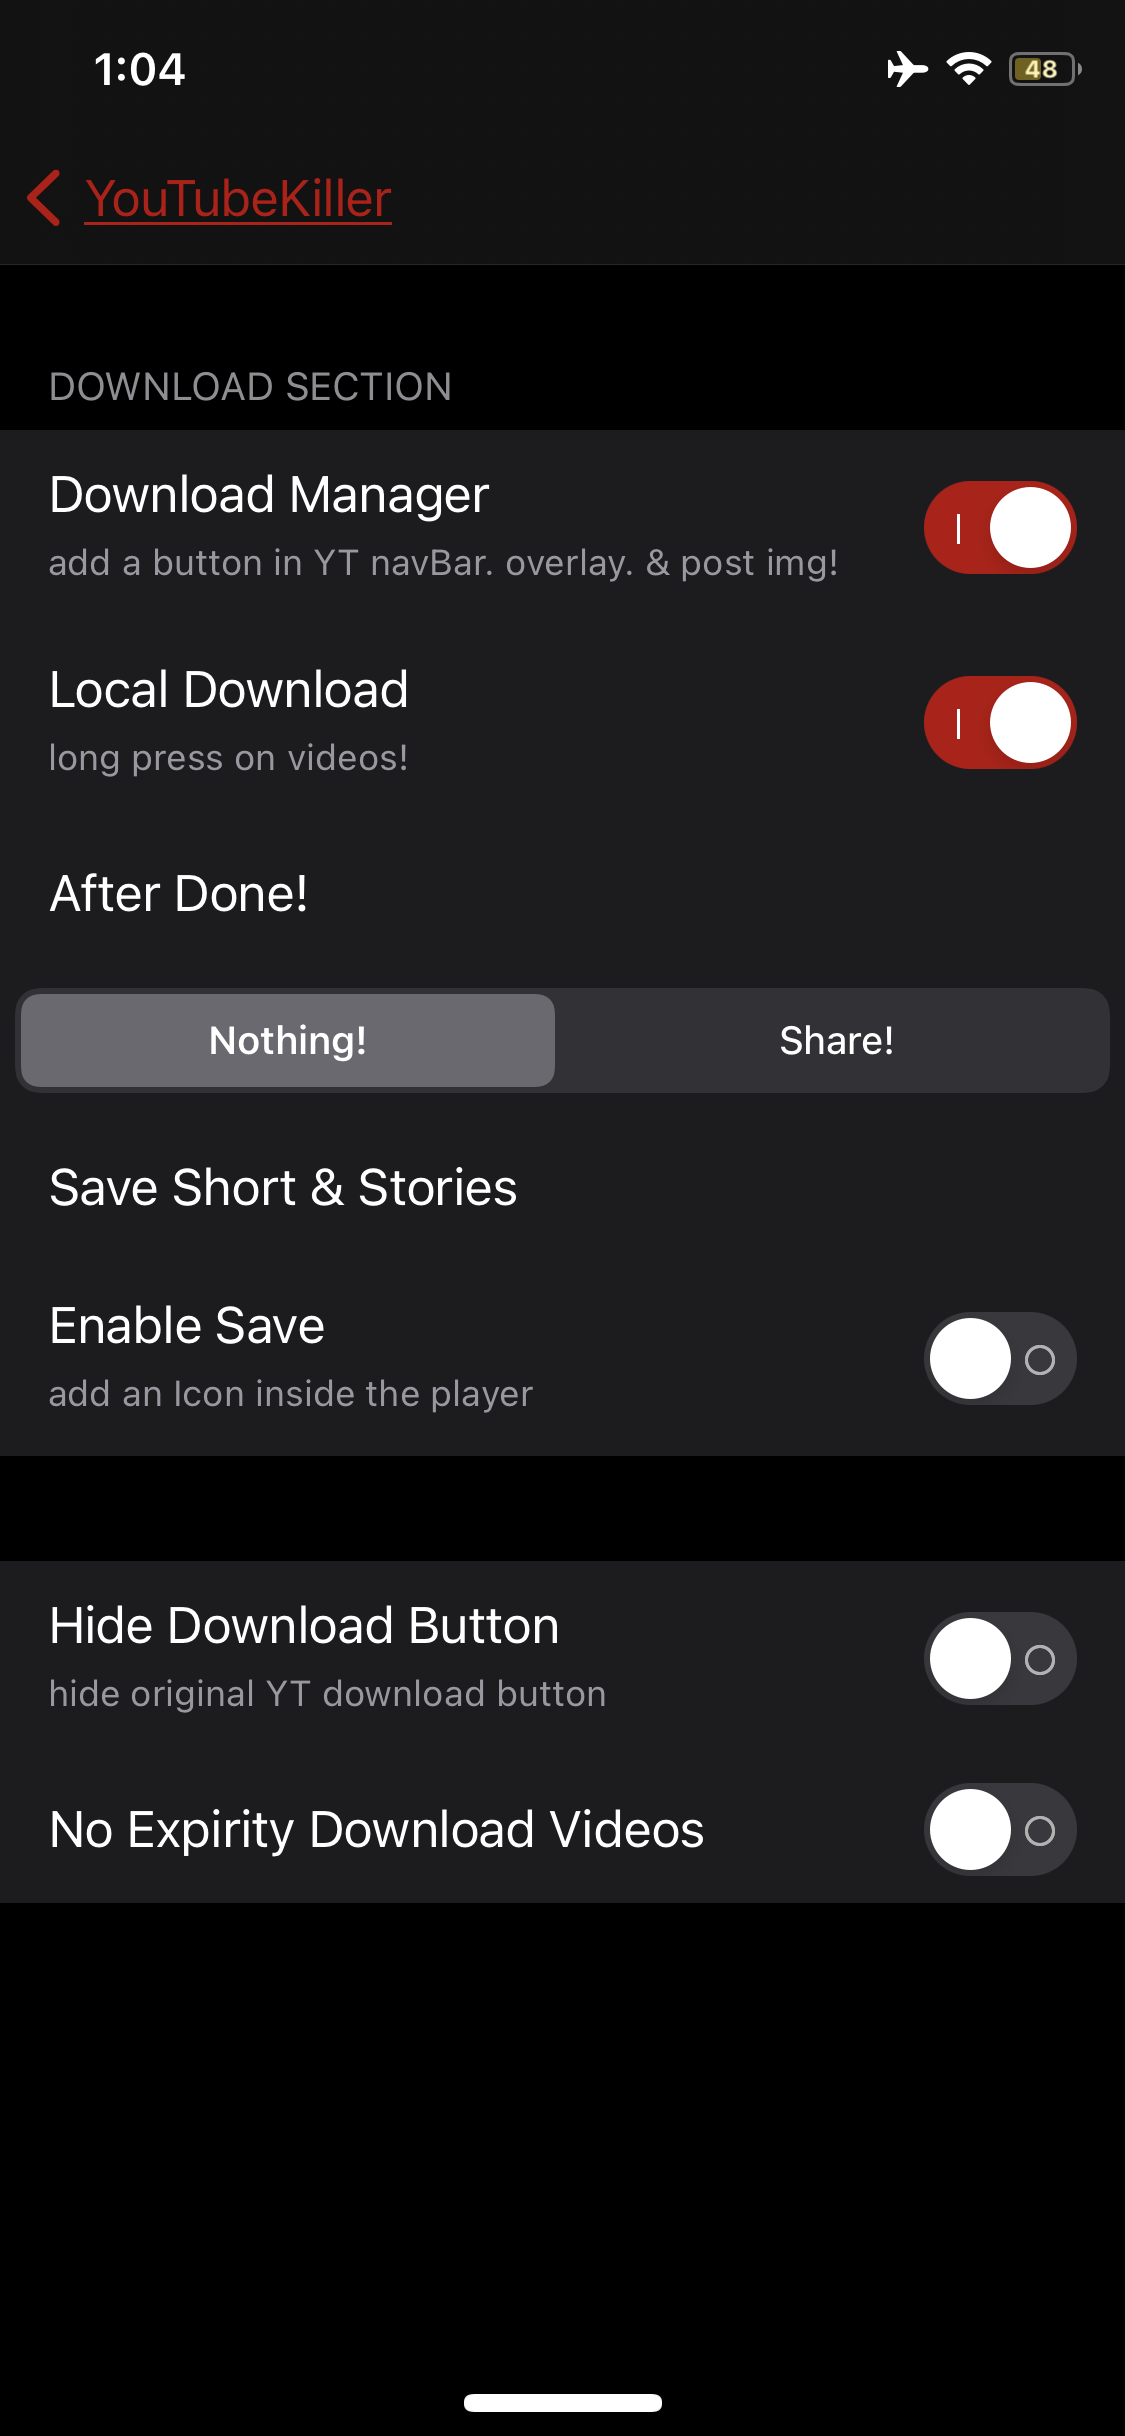 1:04
48
YouTubeKiller
DOWNLOAD SECTION
Download Manager
add a button in YT navBar. overlay. & post img!
Local Download
long press on videos!
After Done!
Nothing!
Share!
Save Short & Stories
Enable Save
add an Icon inside the player
Hide Download Button
hide original YT download button
No Expirity Download Videos